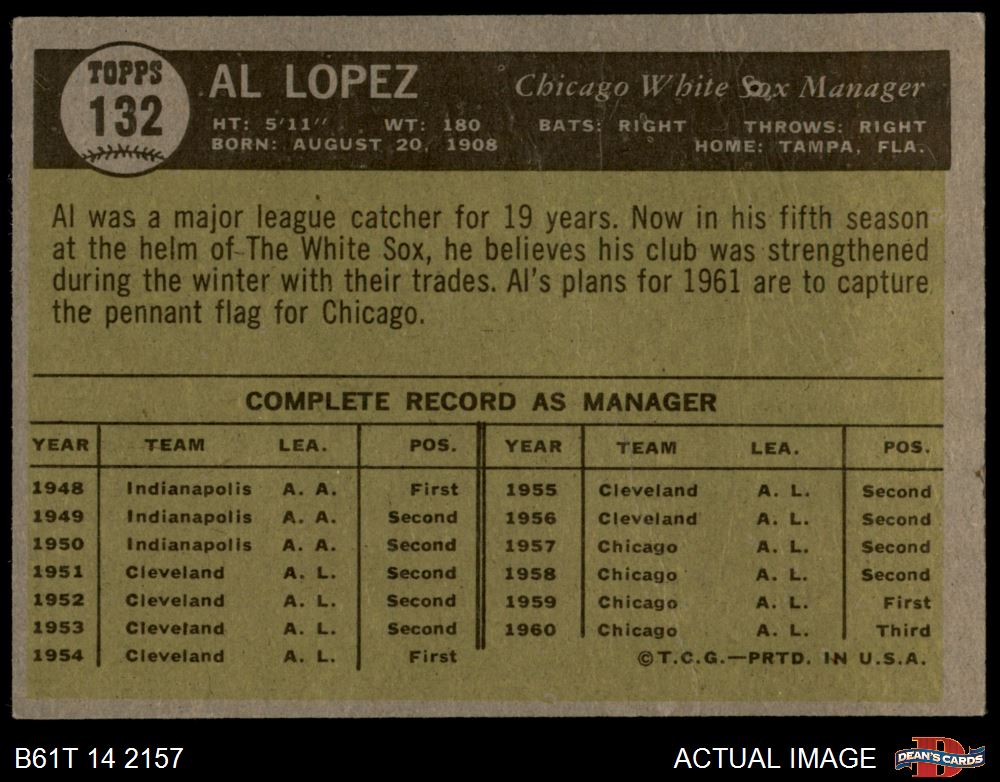 TOPPS
132
AL LOPEZ
Chicago White Sox Manager
HT: 5'11" WT: 180 BATS: RIGHT THROWS: RIGHT
BORN: AUGUST 20, 1908 HOME: TAMPA, FLA.
Al was a major league catcher for 19 years. Now in his fifth season
at the helm of The White Sox, he believes his club was strengthened
during the winter with their trades. Al's plans for 1961 are to capture
the pennant flag for Chicago.
COMPLETE RECORD AS MANAGER
YEAR TEAM LEA. POS. YEAR TEAM LEA. POS.
1948 Indianapolis A. A. First 1955 Cleveland A. L. Second
1949 Indianapolis A. A. Second 1956 Cleveland A. L. Second
1950 Indianapolis A. A. Second 1957 Chicago A. L. Second
1951 Cleveland A. L. Second 1958 Chicago A. L. Second
1952 Cleveland A. L. Second 1959 Chicago A. L. First
1953 Cleveland A. L. Second 1960 Chicago A. L. Third
1954 Cleveland A. L. First ©T.C.G.—PRTD. IN U.S.A.
B61T 14 2157 ACTUAL IMAGE
D
DEAN'S CARDS